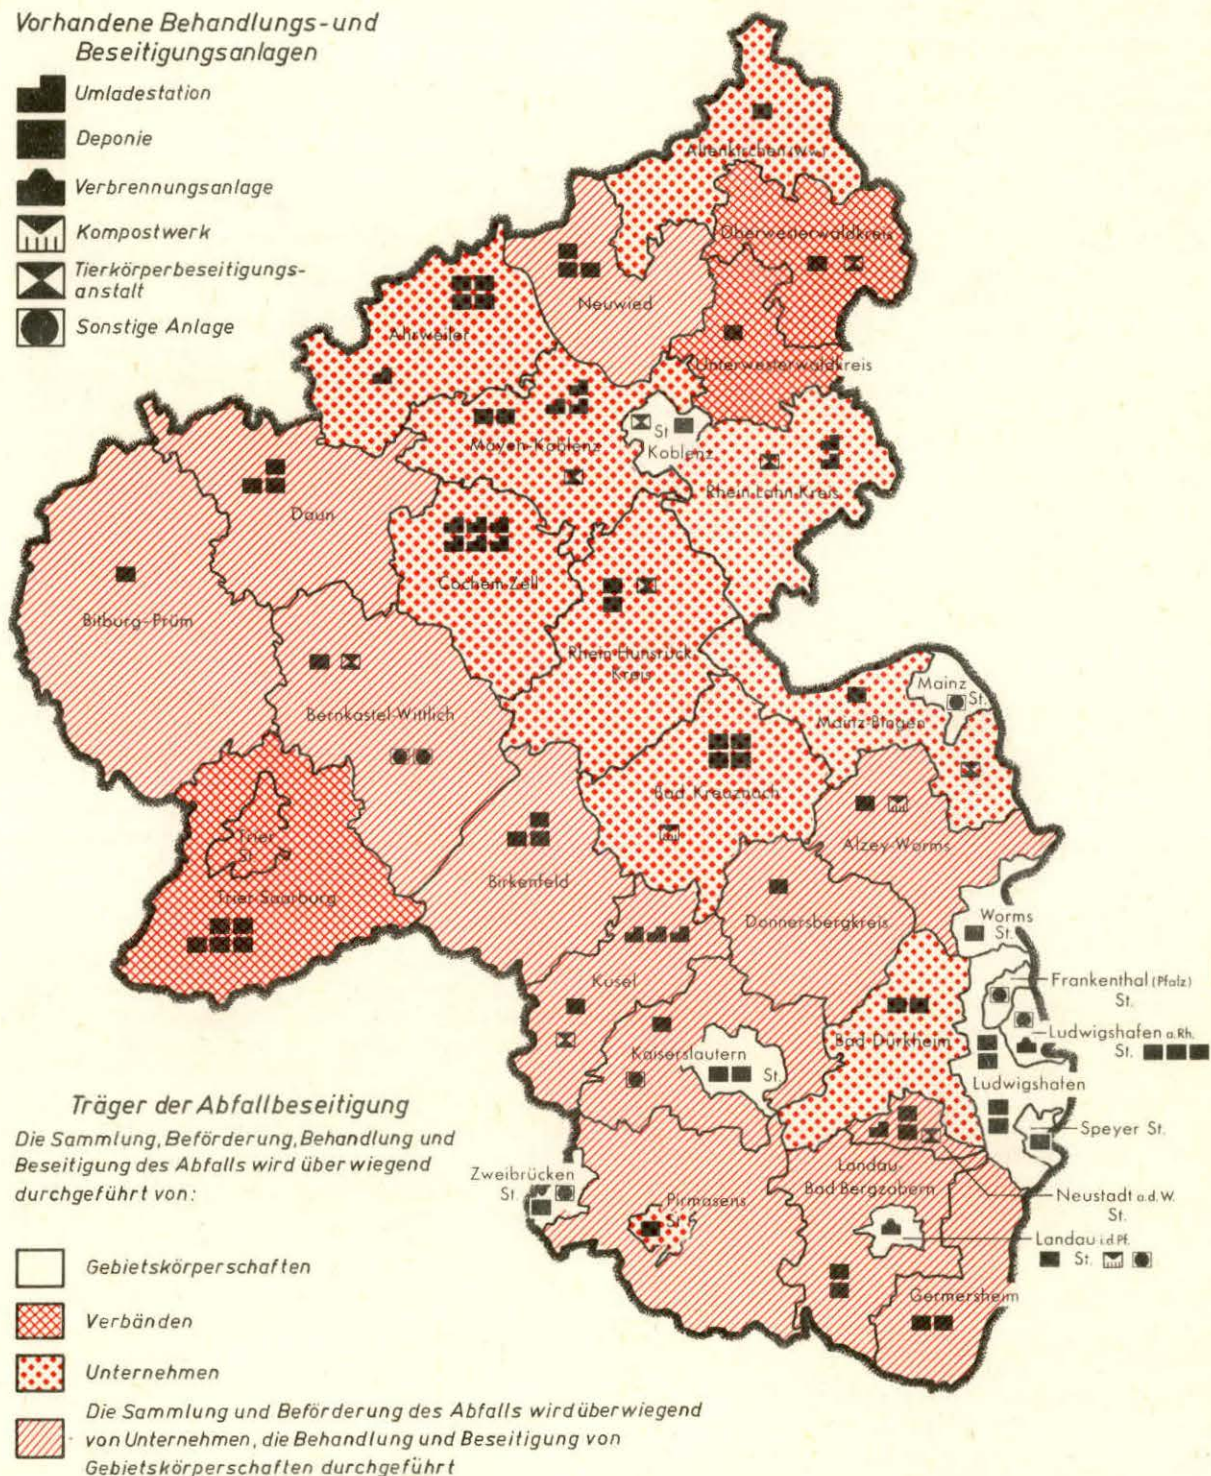 Vorhandene Behandlungs- und
Beseitigungsanlagen
Umladestation
Deponie
Verbrennungsanlage
Kompostwerk
Tierkörperbeseitigungs-
anstalt
Sonstige Anlage
Altenkirchen (Ww.)
Oberwesterwaldkreis
Neuwied
Ahrweiler
Unterwesterwaldkreis
Mayen-Koblenz
St
Koblenz
Rhein-Lahn-Kreis
Daun
Cochem-Zell
Bitburg-Prüm
Rhein-Hunsrück-
Kreis
Mainz
St.
Bernkastel-Wittlich
Mainz-Bingen
Bad Kreuznach
Trier
St.
Alzey-Worms
Birkenfeld
Trier-Saarburg
Donnersbergkreis
Worms
St.
Kusel
Frankenthal (Pfalz)
St.
Bad Dürkheim
Ludwigshafen a.Rh.
St.
Kaiserslautern
St.
Ludwigshafen
Speyer St.
Landau-
Bad Bergzabern
Zweibrücken
St.
Pirmasens
St.
Neustadt a.d.W.
St.
Landau i.d.Pf.
St.
Germersheim
Träger der Abfallbeseitigung
Die Sammlung, Beförderung, Behandlung und
Beseitigung des Abfalls wird überwiegend
durchgeführt von:
Gebietskörperschaften
Verbänden
Unternehmen
Die Sammlung und Beförderung des Abfalls wird überwiegend
von Unternehmen, die Behandlung und Beseitigung von
Gebietskörperschaften durchgeführt